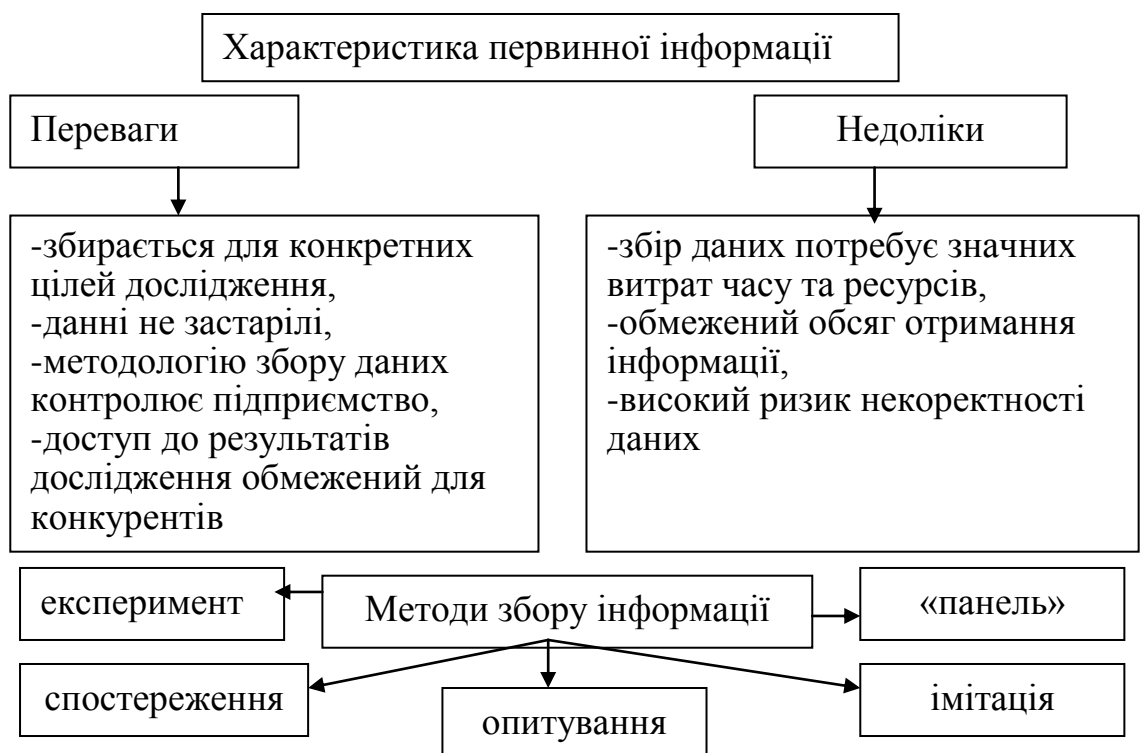 Характеристика первинної інформації
Переваги
Недоліки
-збирається для конкретних
цілей дослідження,
-данні не застарілі,
-методологію збору даних
контролює підприємство,
-доступ до результатів
дослідження обмежений для
конкурентів
-збір даних потребує значних
витрат часу та ресурсів,
-обмежений обсяг отримання
інформації,
-високий ризик некоректності
даних
експеримент
Методи збору інформації
«панель»
спостереження
опитування
імітація